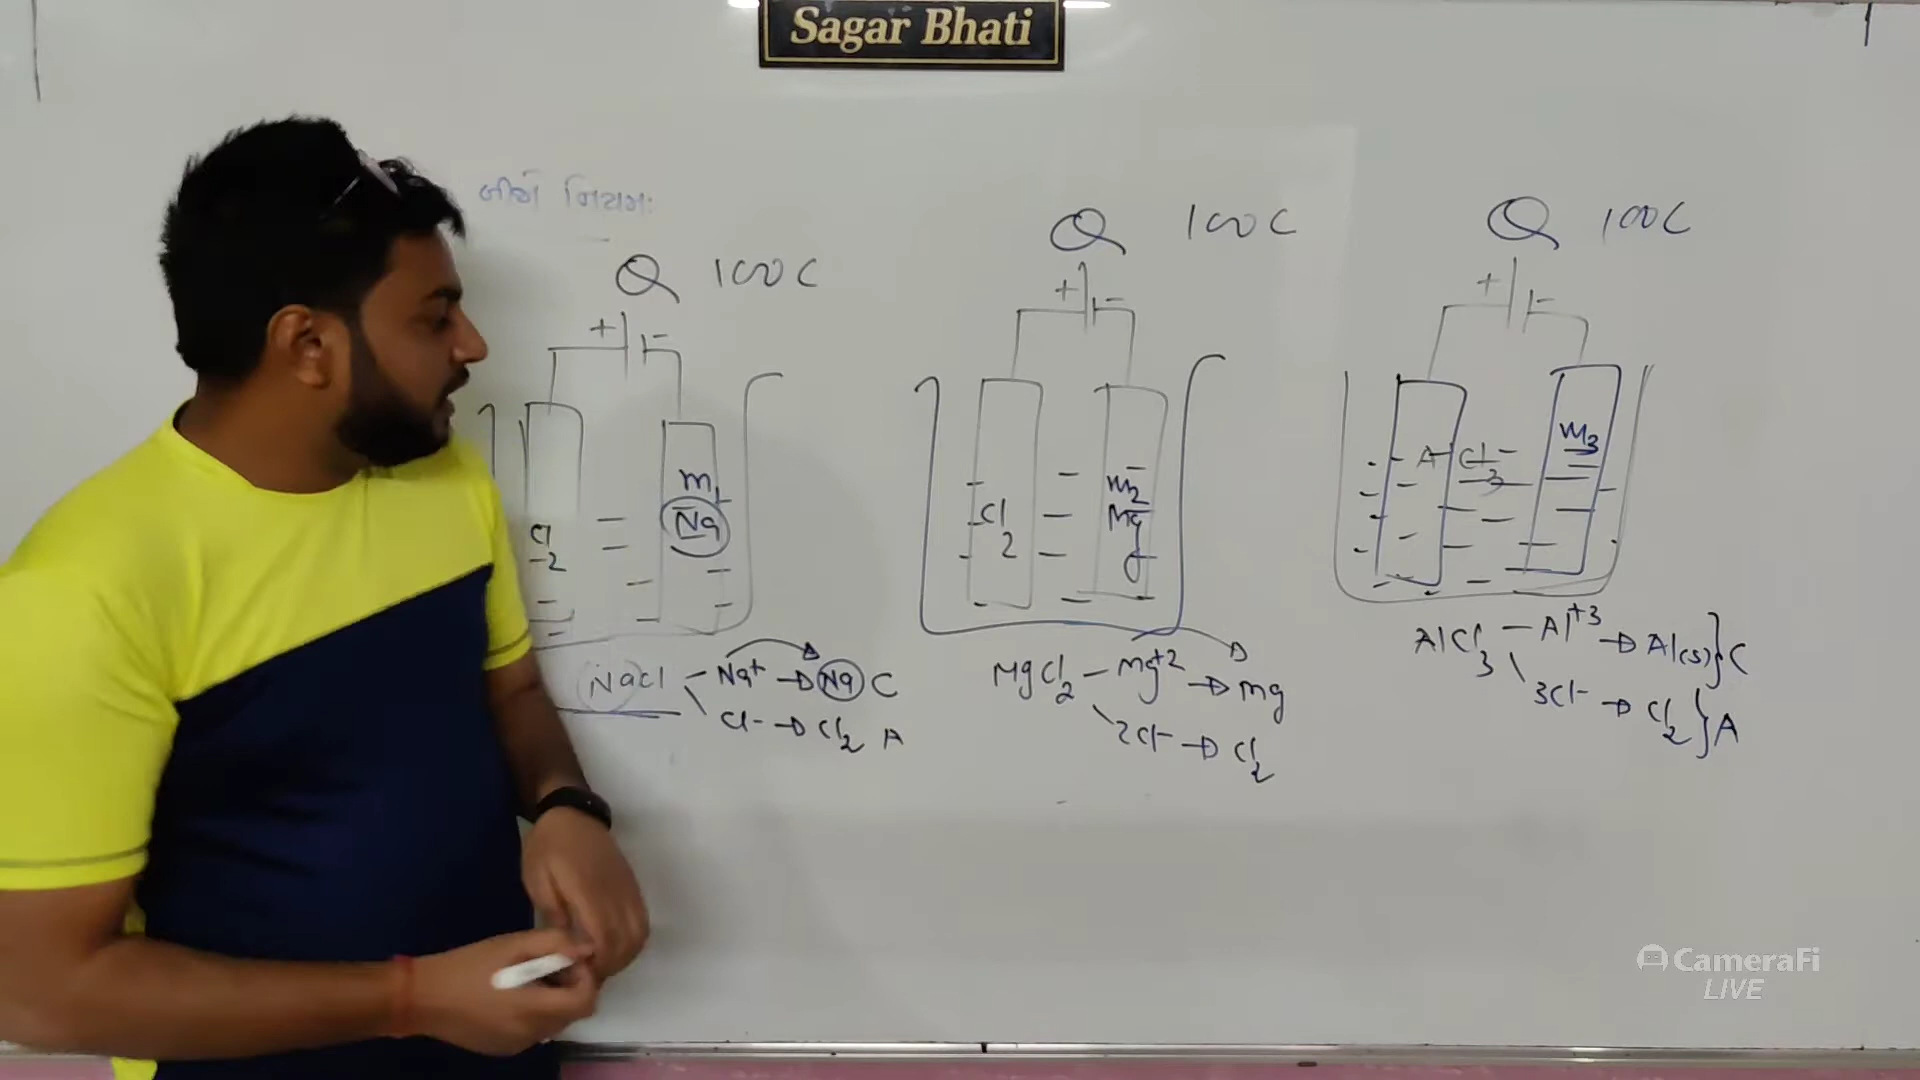 Sagar Bhati
બીજો નિયમ:
Q 100C
+ -
m1
Na
Cl2
NaCl - Na+ → Na C
Cl- → Cl2 A
Q 100C
+ -
m2
Mg
Cl2
MgCl2 - Mg+2 → Mg
2Cl- → Cl2
Q 100C
+ -
m3
AlCl3
AlCl3 - Al+3 → Al(s) } C
3Cl- → Cl2 } A
CameraFi
LIVE